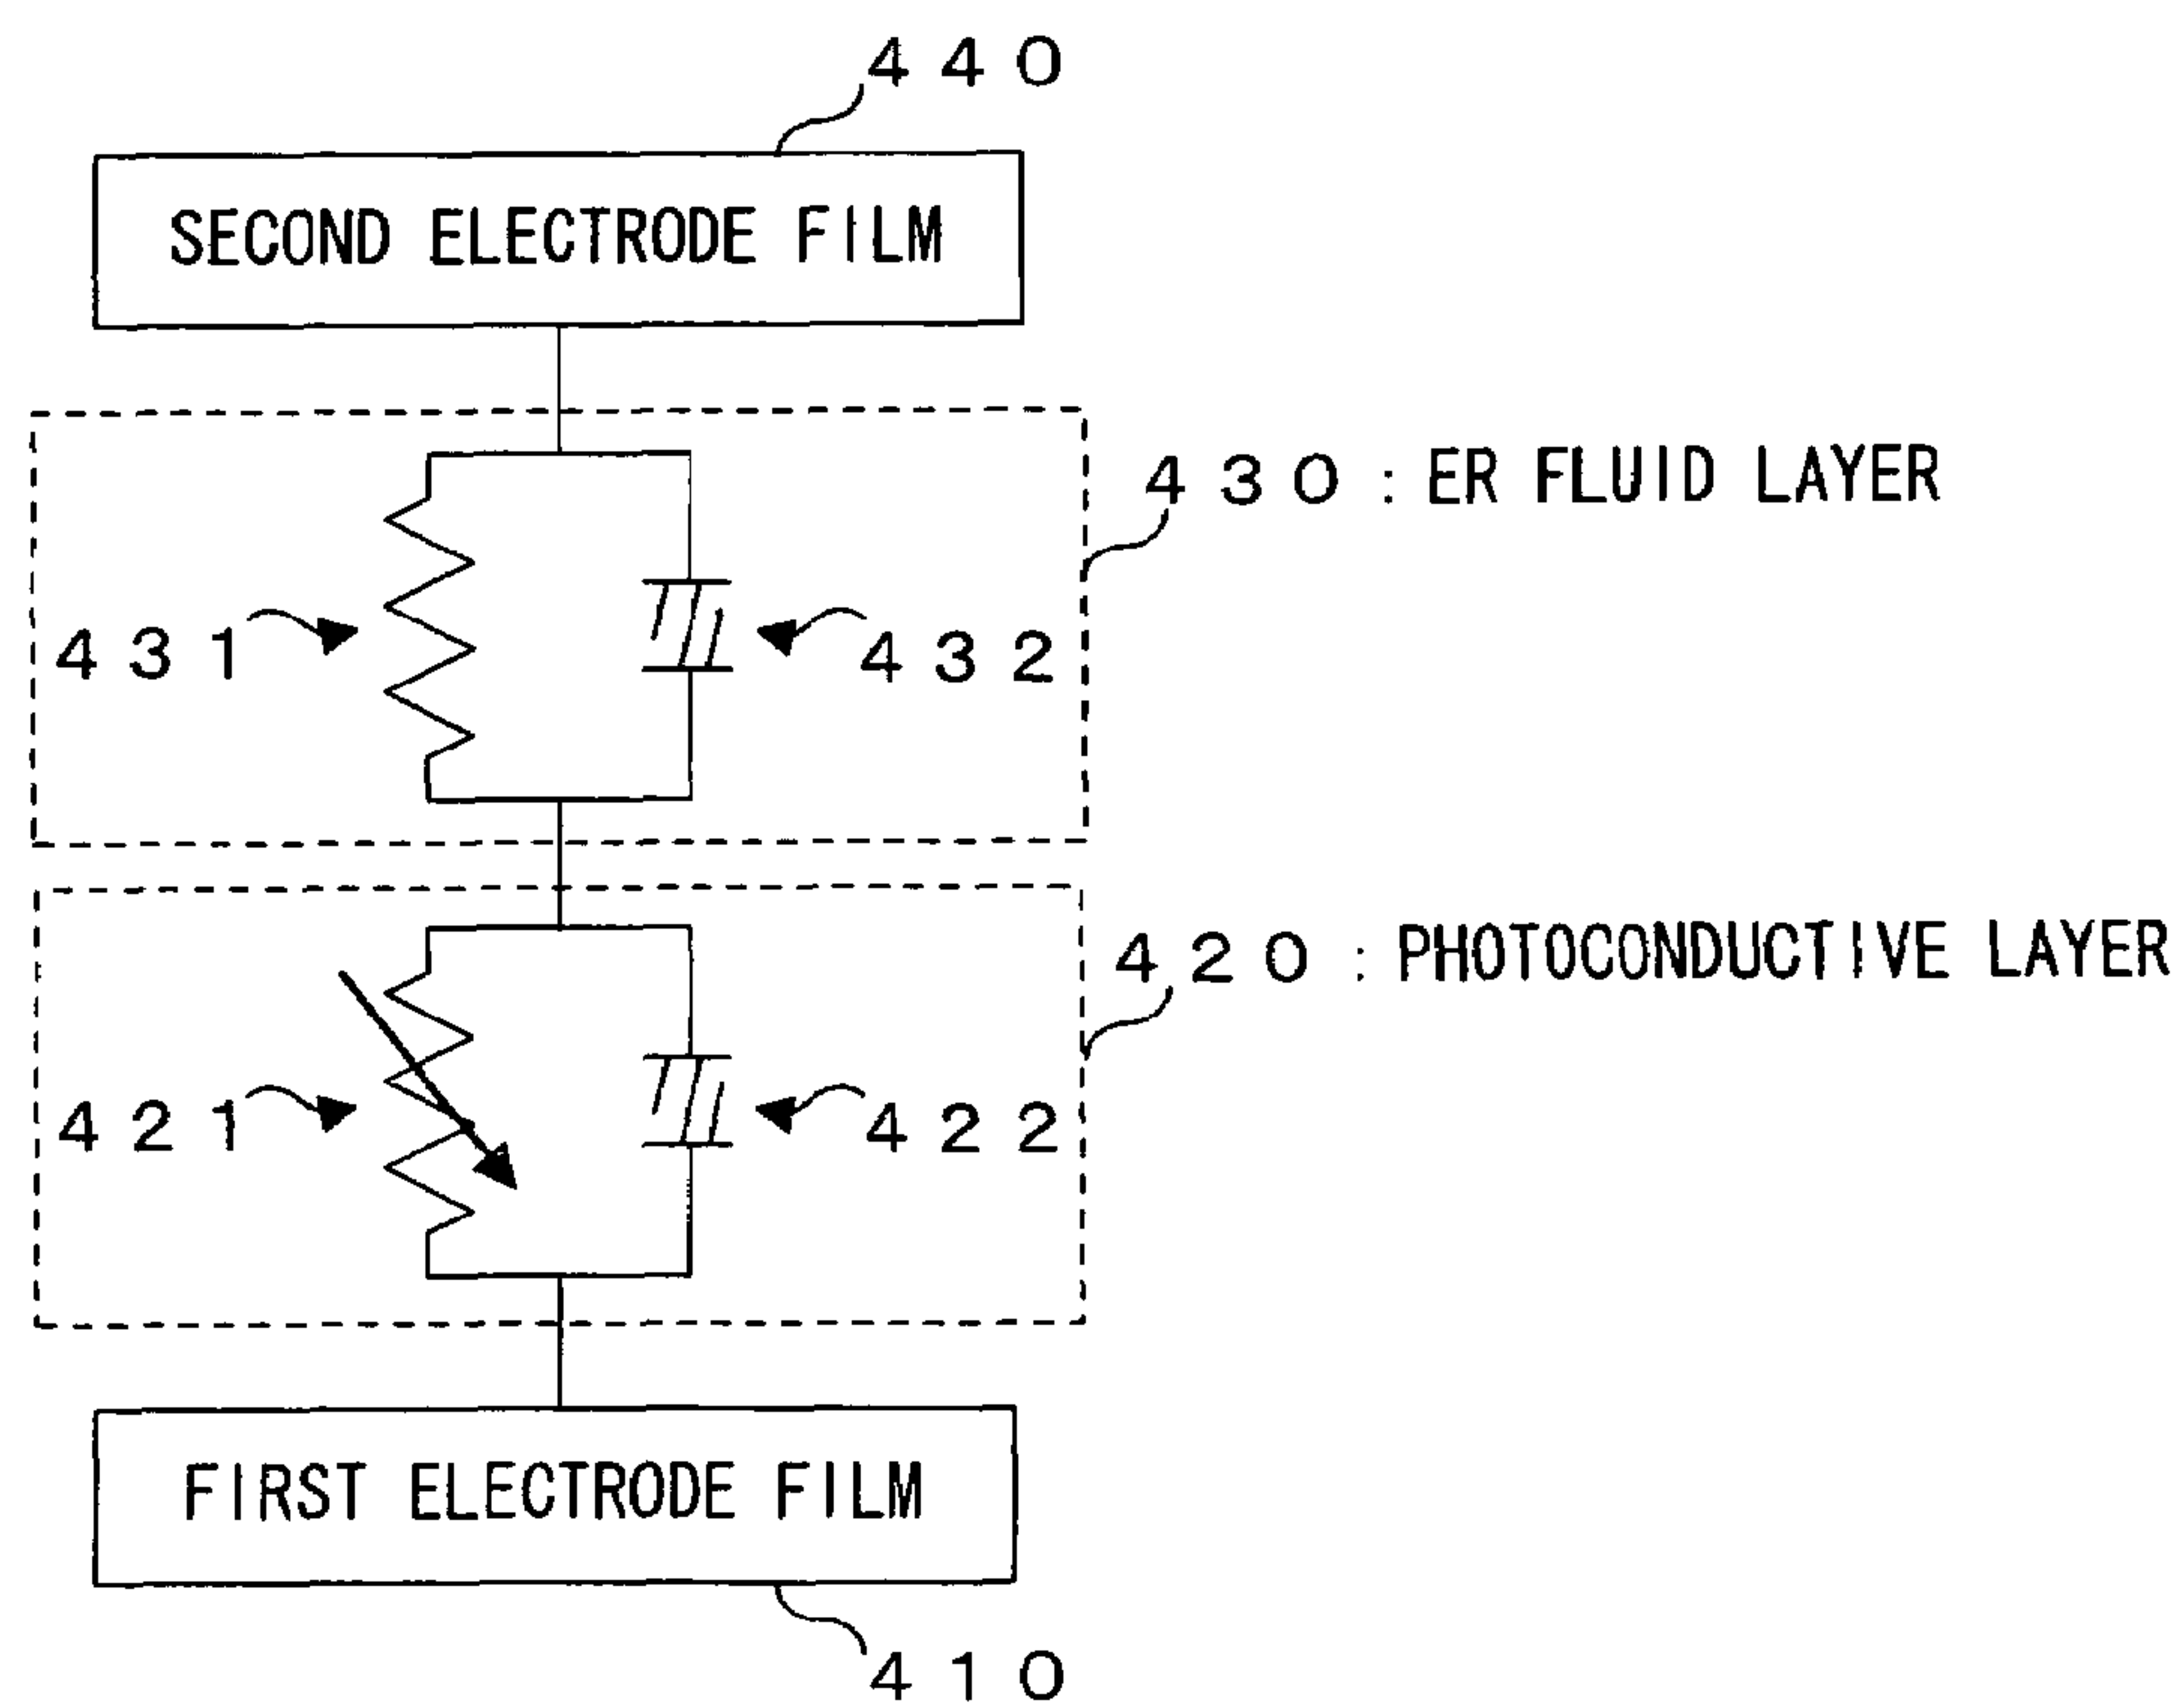 440
SECOND ELECTRODE FILM
430 : ER FLUID LAYER
431
432
420 : PHOTOCONDUCTIVE LAYER
421
422
FIRST ELECTRODE FILM
410